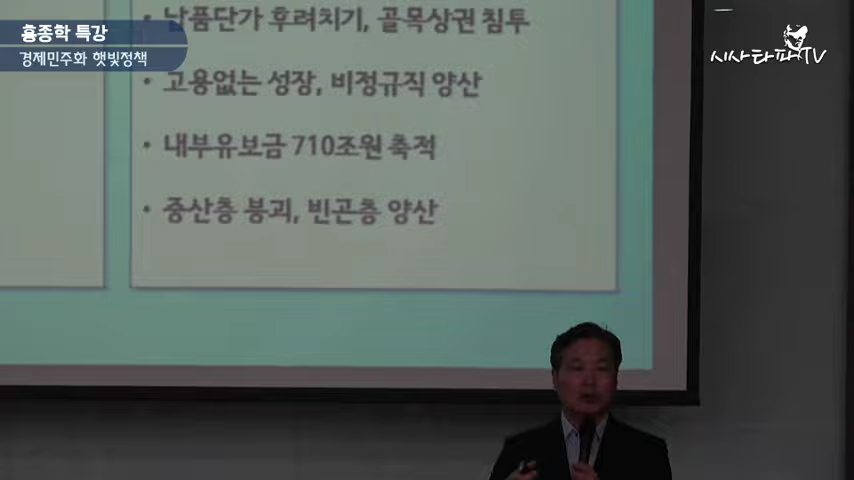 홍종학 특강
경제민주화 햇빛정책
시사타파TV
• 납품단가 후려치기, 골목상권 침투
• 고용없는 성장, 비정규직 양산
• 내부유보금 710조원 축적
• 중산층 붕괴, 빈곤층 양산